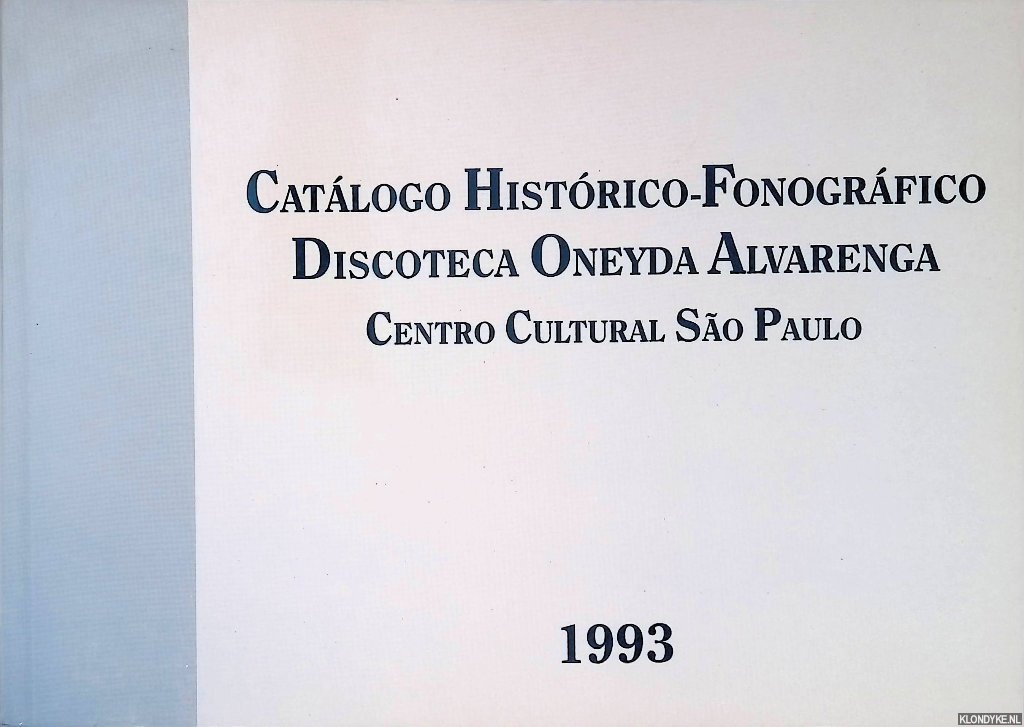 CATÁLOGO HISTÓRICO-FONOGRÁFICO
DISCOTECA ONEYDA ALVARENGA
CENTRO CULTURAL SÃO PAULO
1993
KLONDYKE.NL